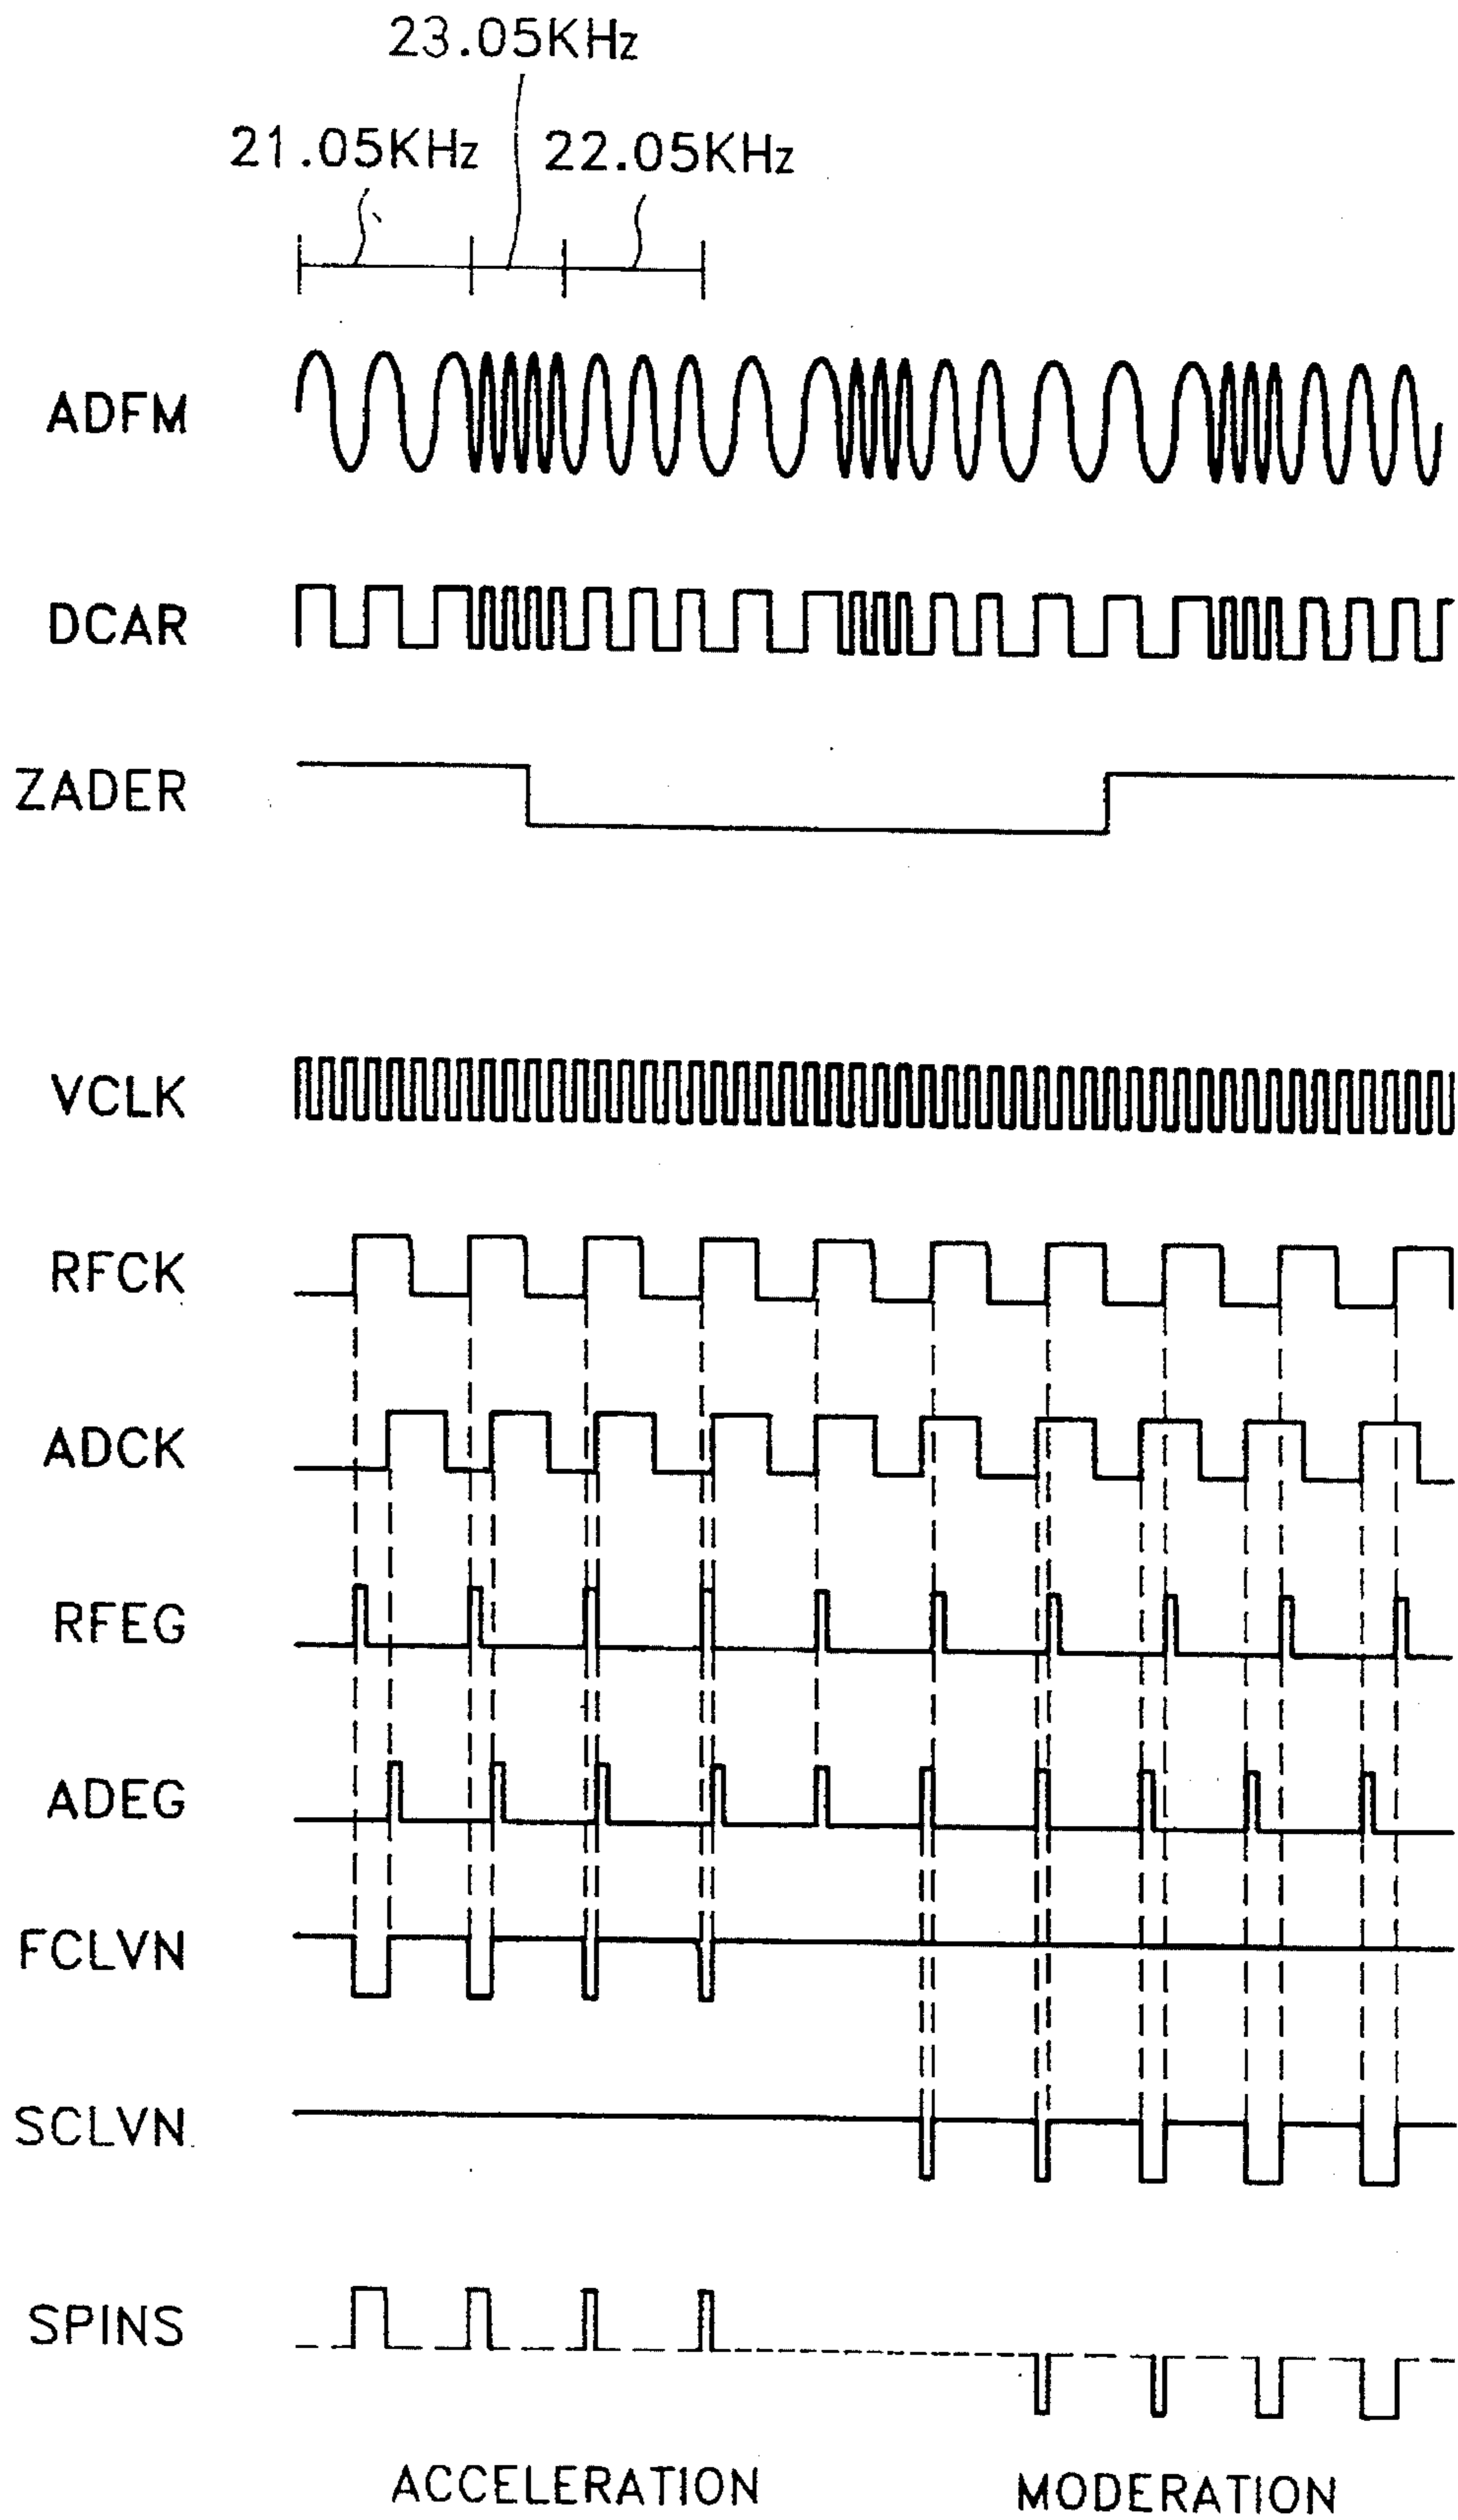 23.05KHz
21.05KHz 22.05KHz
ADFM
DCAR
ZADER
VCLK
RFCK
ADCK
RFEG
ADEG
FCLVN
SCLVN
SPINS
ACCELERATION MODERATION